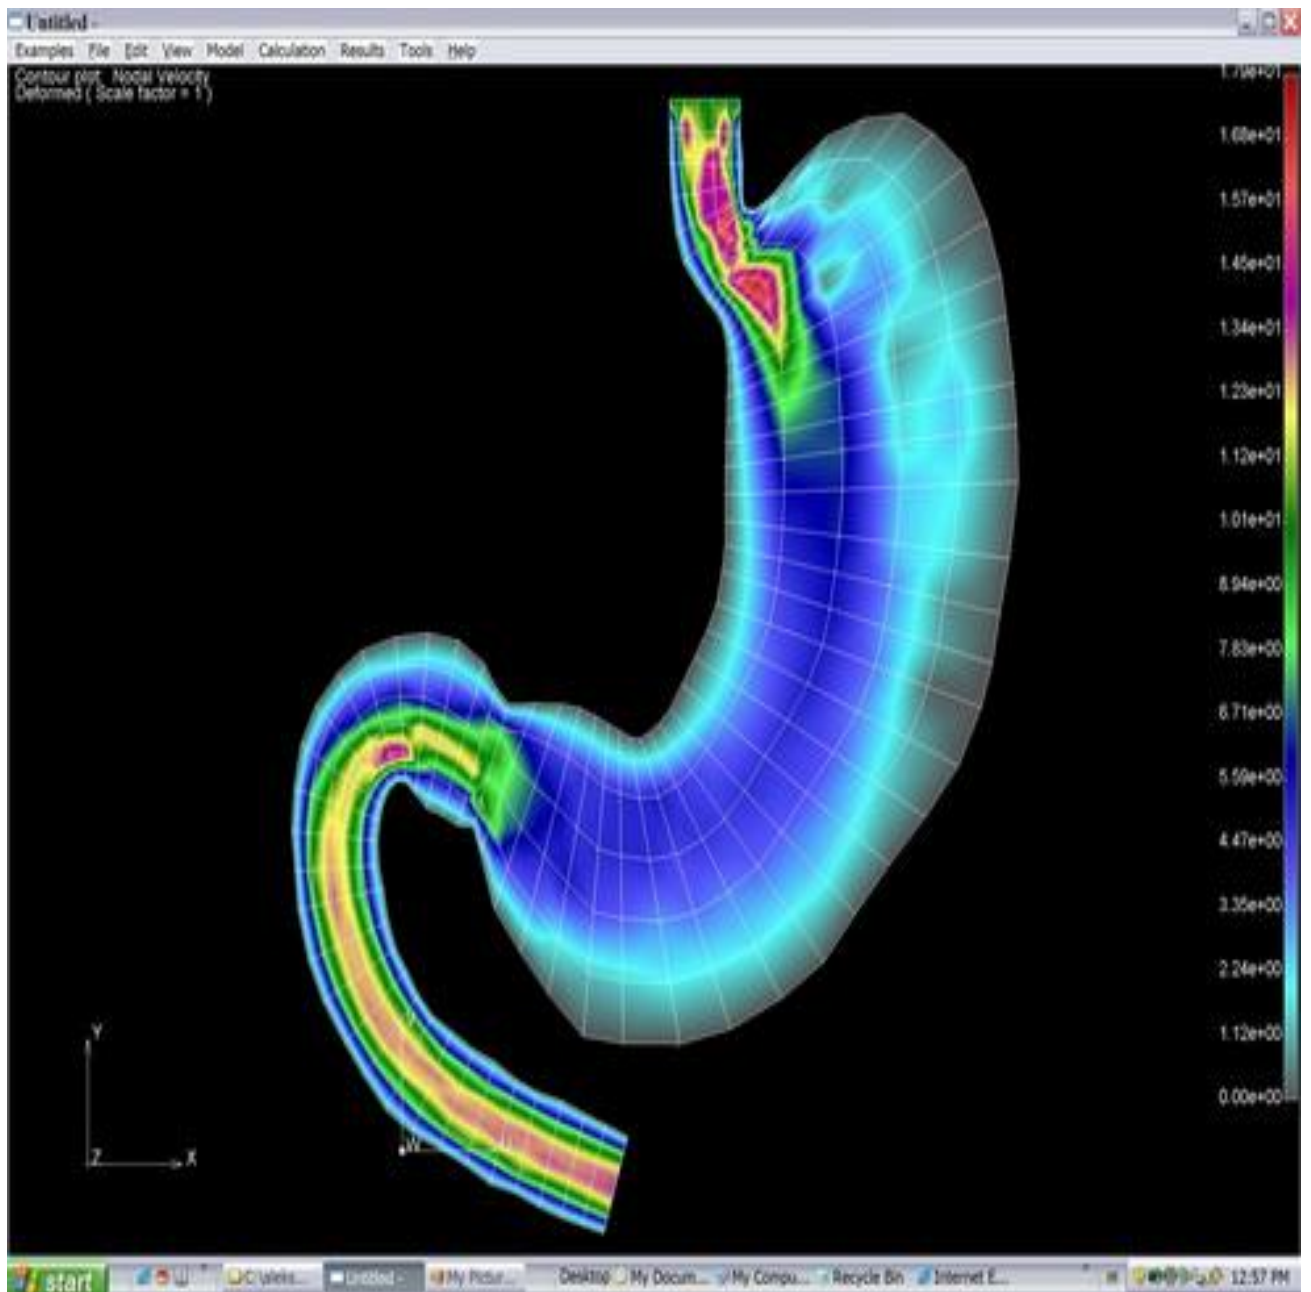 Untitled -
Examples File Edit View Model Calculation Results Tools Help
Contour plot, Nodal Velocity
Deformed ( Scale factor = 1 )
1.79e+01
1.68e+01
1.57e+01
1.45e+01
1.34e+01
1.23e+01
1.12e+01
1.01e+01
8.94e+00
7.83e+00
6.71e+00
5.59e+00
4.47e+00
3.35e+00
2.24e+00
1.12e+00
0.00e+00
Y
Z X
W
start Untitled - My Pictur... Desktop My Docum... My Compu... Recycle Bin Internet E... 12:57 PM